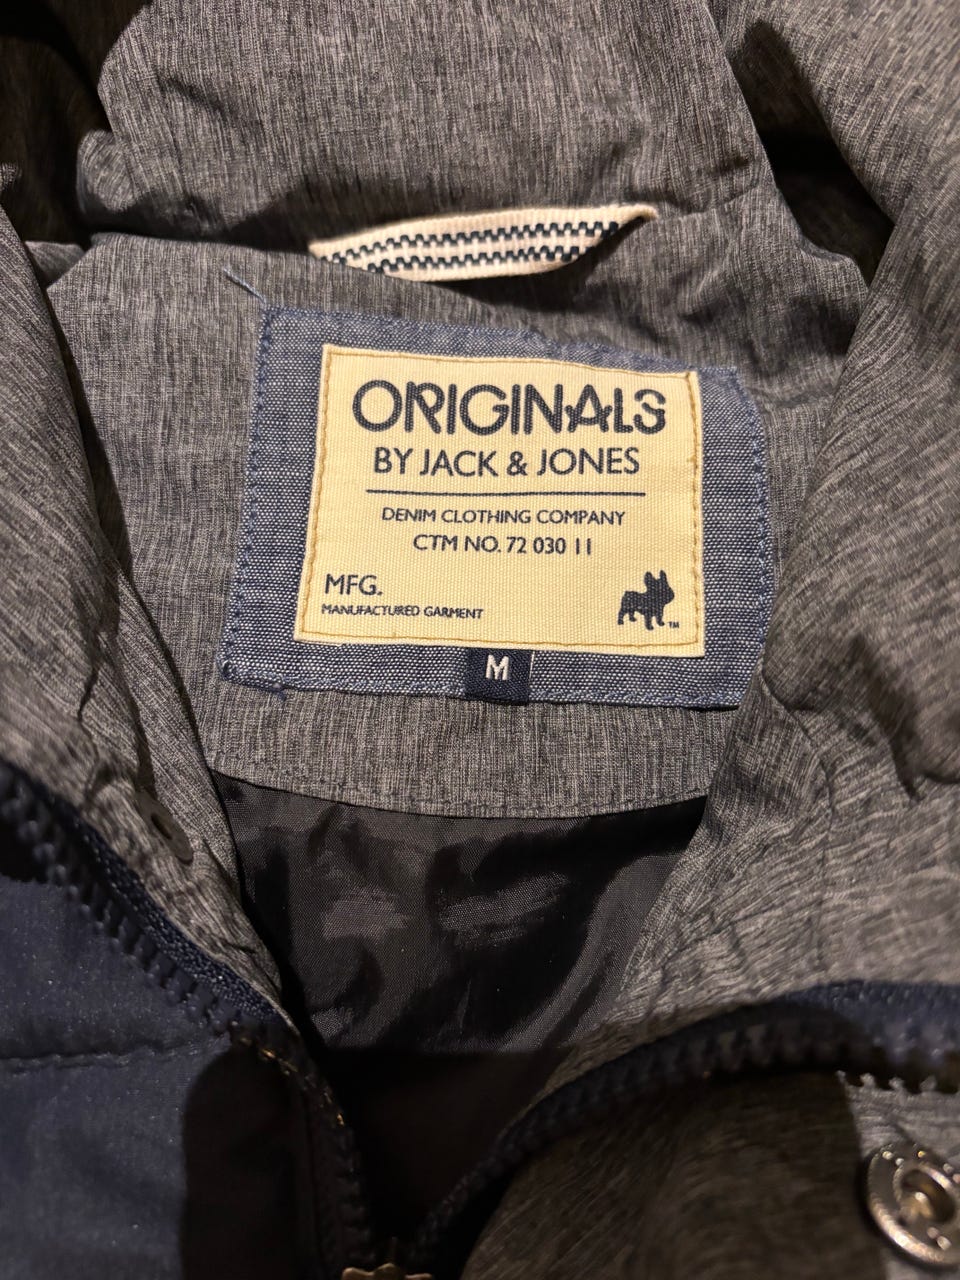 ORIGINALS
BY JACK & JONES
DENIM CLOTHING COMPANY
CTM NO. 72 030 11
MFG.
MANUFACTURED GARMENT
TM
M